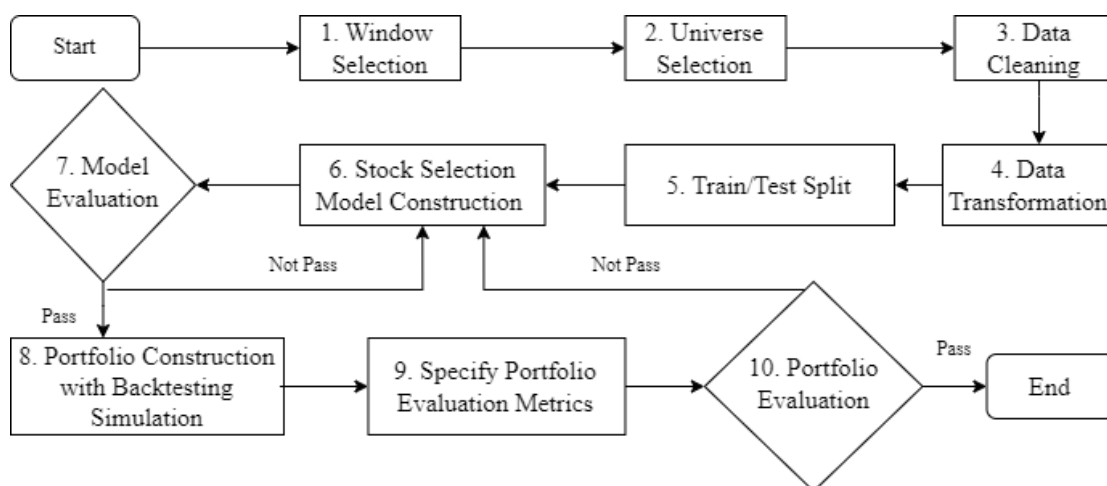 Start
1. Window
Selection
2. Universe
Selection
3. Data
Cleaning
4. Data
Transformation
5. Train/Test Split
6. Stock Selection
Model Construction
7. Model
Evaluation
Not Pass
Not Pass
Pass
8. Portfolio Construction
with Backtesting
Simulation
9. Specify Portfolio
Evaluation Metrics
10. Portfolio
Evaluation
Pass
End